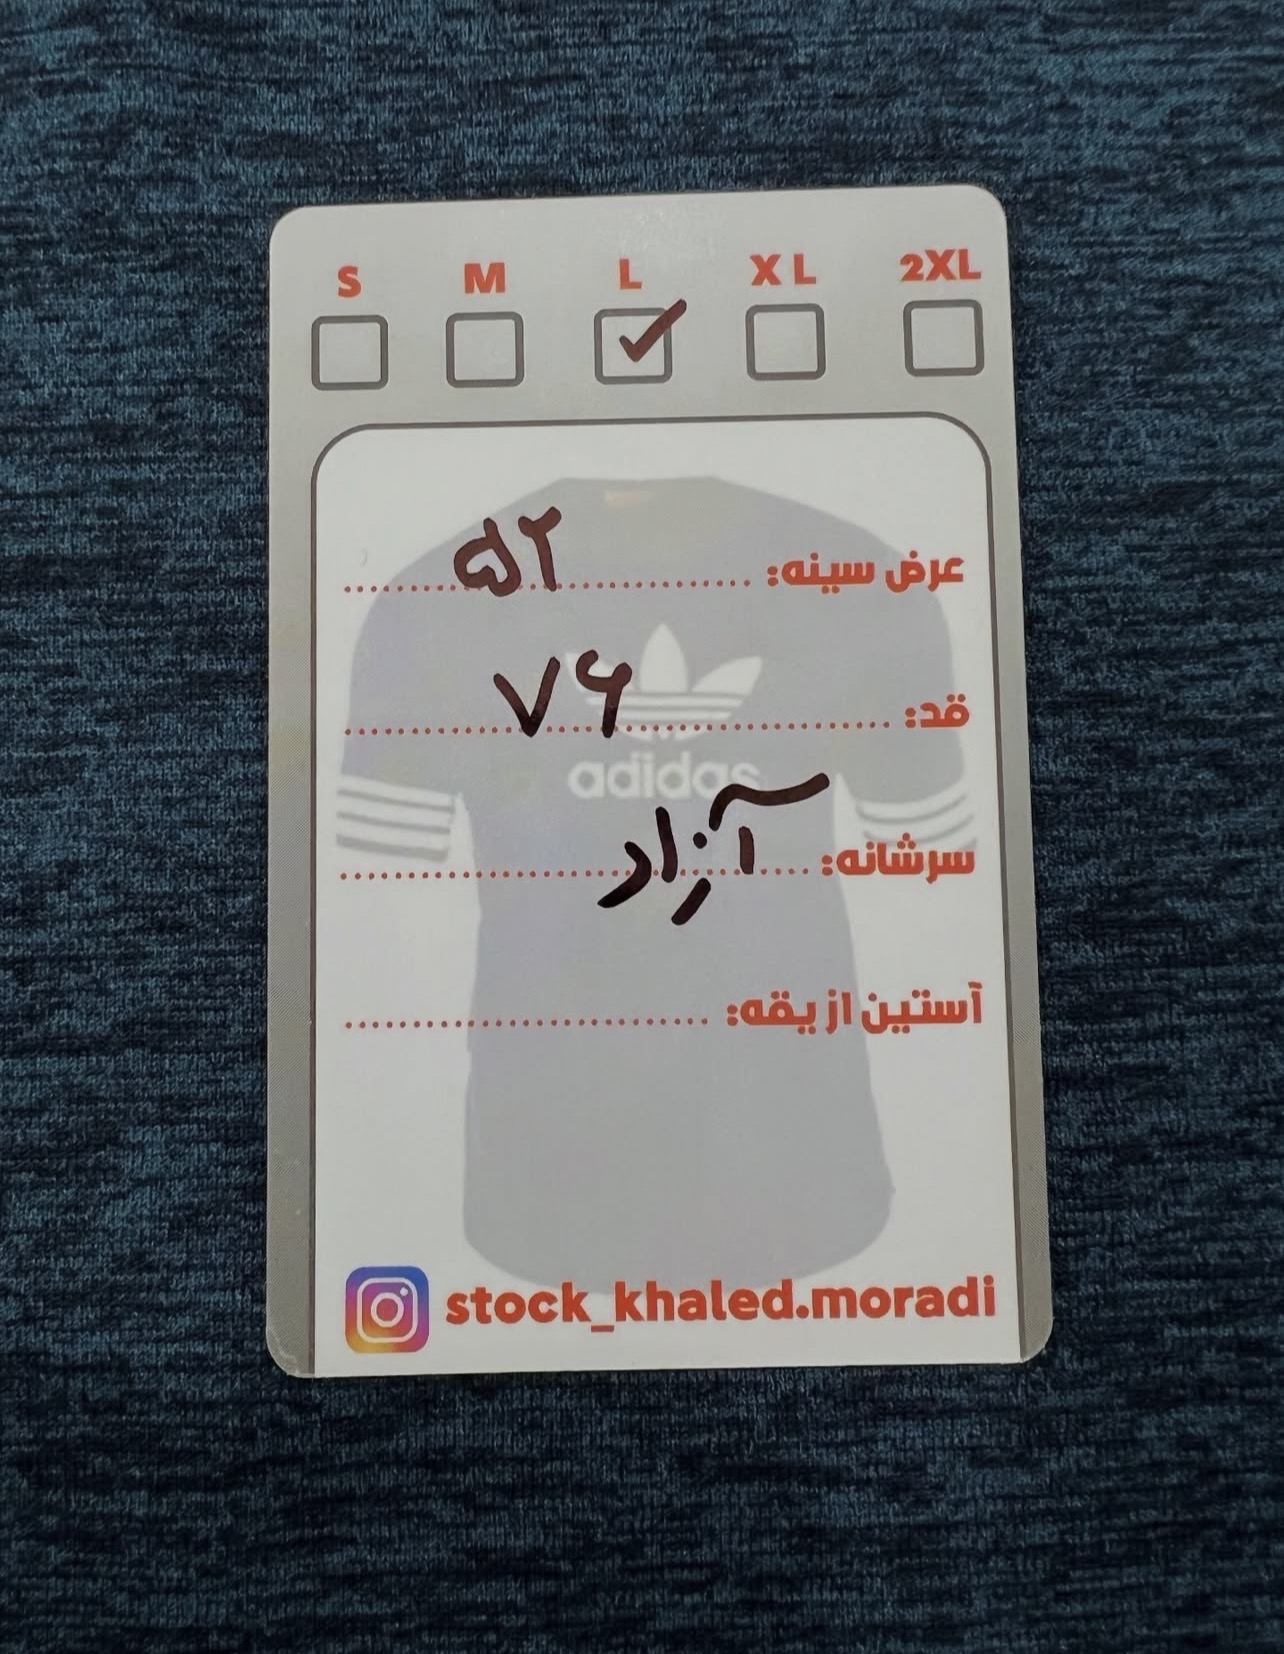 S M L XL 2XL
عرض سینه: ۵۲
قد: ۷۶
adidas
سرشانه: آزاد
آستین از یقه:
stock_khaled.moradi